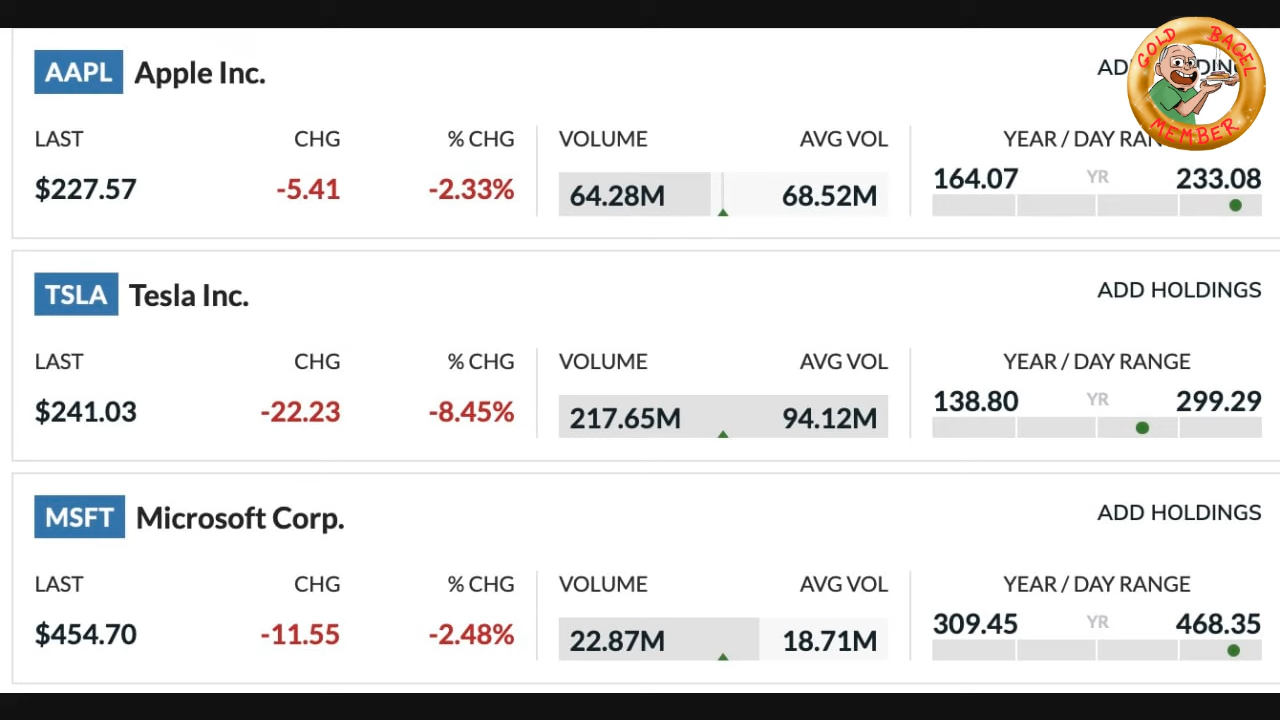 AAPL Apple Inc.
GOLD BAGEL MEMBER
LAST CHG % CHG VOLUME AVG VOL YEAR / DAY
$227.57 -5.41 -2.33% 64.28M 68.52M 164.07 YR 233.08
TSLA Tesla Inc. ADD HOLDINGS
LAST CHG % CHG VOLUME AVG VOL YEAR / DAY RANGE
$241.03 -22.23 -8.45% 217.65M 94.12M 138.80 YR 299.29
MSFT Microsoft Corp. ADD HOLDINGS
LAST CHG % CHG VOLUME AVG VOL YEAR / DAY RANGE
$454.70 -11.55 -2.48% 22.87M 18.71M 309.45 YR 468.35